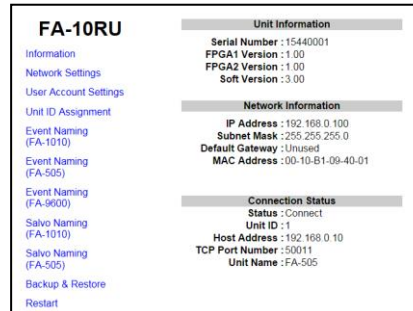 FA-10RU
Information
Network Settings
User Account Settings
Unit ID Assignment
Event Naming
(FA-1010)
Event Naming
(FA-505)
Event Naming
(FA-9600)
Salvo Naming
(FA-1010)
Salvo Naming
(FA-505)
Backup & Restore
Restart
Unit Information
Serial Number : 15440001
FPGA1 Version : 1.00
FPGA2 Version : 1.00
Soft Version : 3.00
Network Information
IP Address : 192.168.0.100
Subnet Mask : 255.255.255.0
Default Gateway : Unused
MAC Address : 00-10-B1-09-40-01
Connection Status
Status : Connect
Unit ID : 1
Host Address : 192.168.0.10
TCP Port Number : 50011
Unit Name : FA-505